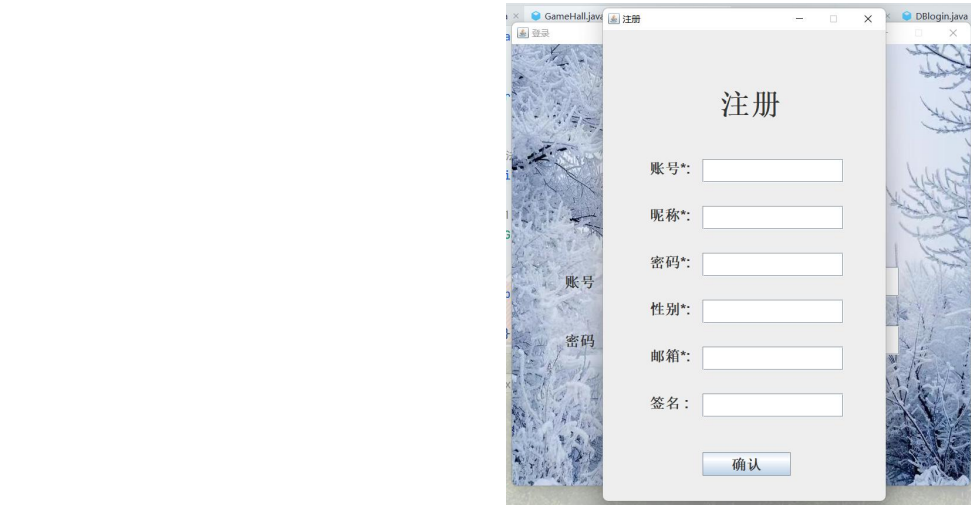 GameHall.java
注册
DBlogin.java
登录
注册
账号*:
昵称*:
密码*:
账号
性别*:
密码
邮箱*:
签名：
确认